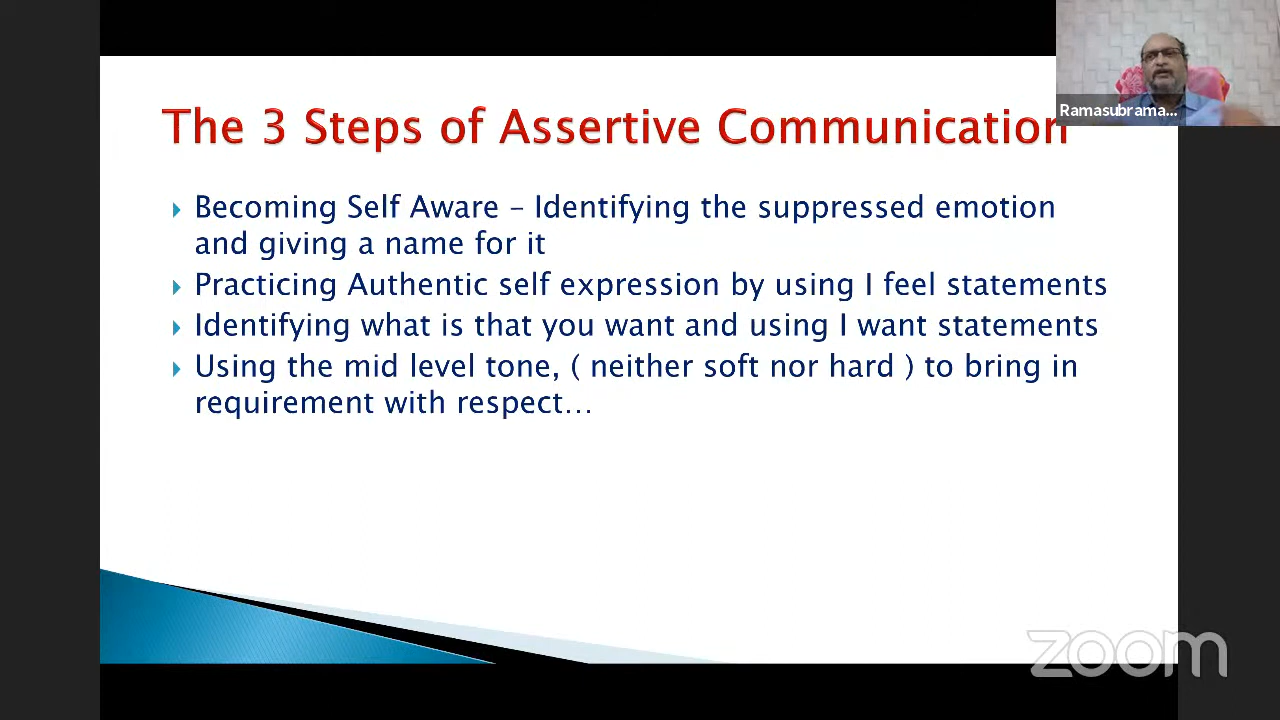 The 3 Steps of Assertive Communication
Ramasubrama...
Becoming Self Aware – Identifying the suppressed emotion
and giving a name for it
Practicing Authentic self expression by using I feel statements
Identifying what is that you want and using I want statements
Using the mid level tone, ( neither soft nor hard ) to bring in
requirement with respect…
zoom